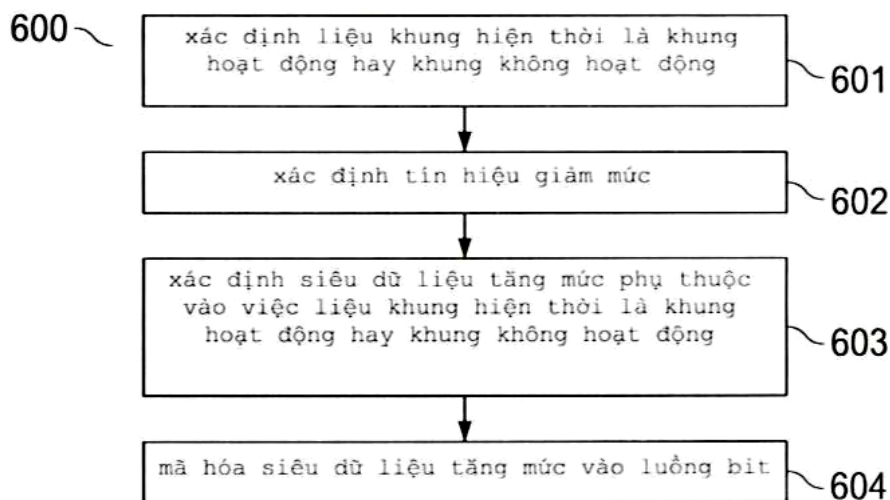 600
xác định liệu khung hiện thời là khung
hoạt động hay khung không hoạt động
601
xác định tín hiệu giảm mức
602
xác định siêu dữ liệu tăng mức phụ thuộc
vào việc liệu khung hiện thời là khung
hoạt động hay khung không hoạt động
603
mã hóa siêu dữ liệu tăng mức vào luồng bit
604